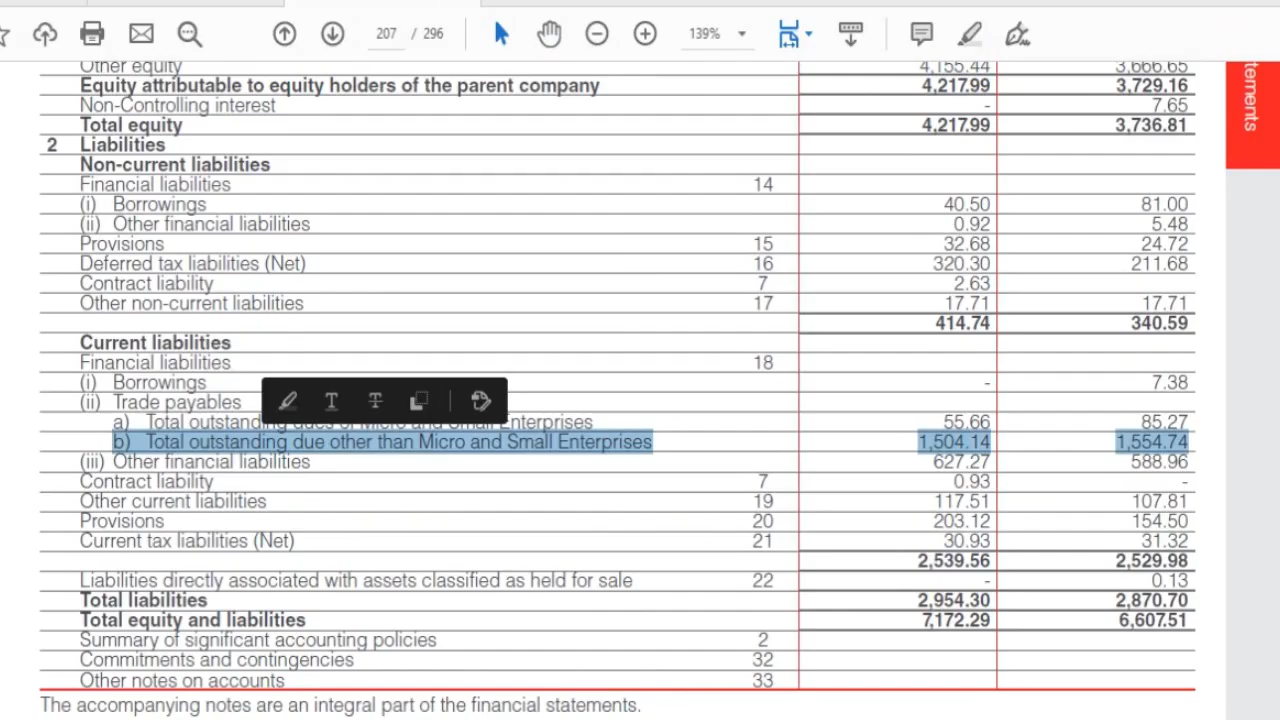 207 / 296
139%
Other equity 4,155.44 3,666.65
Equity attributable to equity holders of the parent company 4,217.99 3,729.16
Non-Controlling interest - 7.65
Total equity 4,217.99 3,736.81
2 Liabilities
Non-current liabilities
Financial liabilities 14
(i) Borrowings 40.50 81.00
(ii) Other financial liabilities 0.92 5.48
Provisions 15 32.68 24.72
Deferred tax liabilities (Net) 16 320.30 211.68
Contract liability 7 2.63
Other non-current liabilities 17 17.71 17.71
414.74 340.59
Current liabilities
Financial liabilities 18
(i) Borrowings - 7.38
(ii) Trade payables
a) Total outstanding dues of Micro and Small Enterprises 55.66 85.27
b) Total outstanding due other than Micro and Small Enterprises 1,504.14 1,554.74
(iii) Other financial liabilities 627.27 588.96
Contract liability 7 0.93 -
Other current liabilities 19 117.51 107.81
Provisions 20 203.12 154.50
Current tax liabilities (Net) 21 30.93 31.32
2,539.56 2,529.98
Liabilities directly associated with assets classified as held for sale 22 - 0.13
Total liabilities 2,954.30 2,870.70
Total equity and liabilities 7,172.29 6,607.51
Summary of significant accounting policies 2
Commitments and contingencies 32
Other notes on accounts 33
The accompanying notes are an integral part of the financial statements.
tements